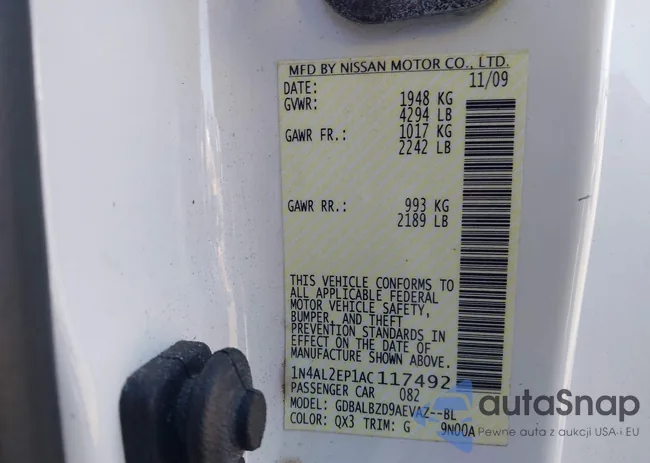 MFD BY NISSAN MOTOR CO., LTD.
DATE: 11/09
GVWR: 1948 KG
4294 LB
GAWR FR.: 1017 KG
2242 LB
GAWR RR.: 993 KG
2189 LB
THIS VEHICLE CONFORMS TO
ALL APPLICABLE FEDERAL
MOTOR VEHICLE SAFETY,
BUMPER, AND THEFT
PREVENTION STANDARDS IN
EFFECT ON THE DATE OF
MANUFACTURE SHOWN ABOVE.
1N4AL2EP1AC117492
PASSENGER CAR 082
MODEL: GDBALBZD9AEVAZ--BL
COLOR: QX3 TRIM: G 9N00A
autoSnap
Pewne auta z aukcji USA i EU